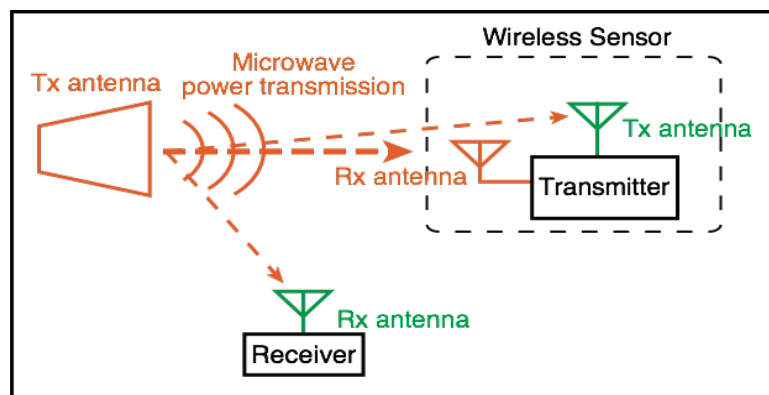 Wireless Sensor
Microwave
power transmission
Tx antenna
Tx antenna
Rx antenna
Transmitter
Rx antenna
Receiver